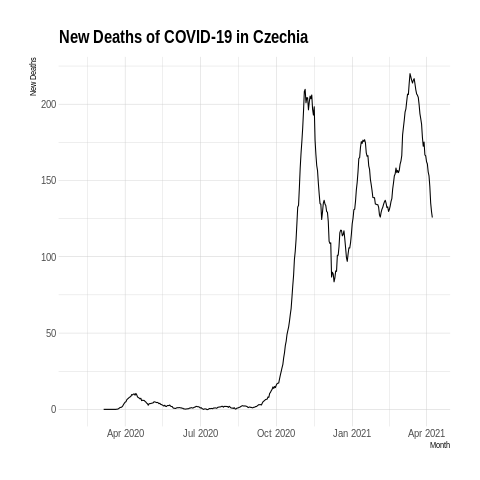 New Deaths of COVID-19 in Czechia
New Deaths
200
150
100
50
0
Apr 2020
Jul 2020
Oct 2020
Jan 2021
Apr 2021
Month